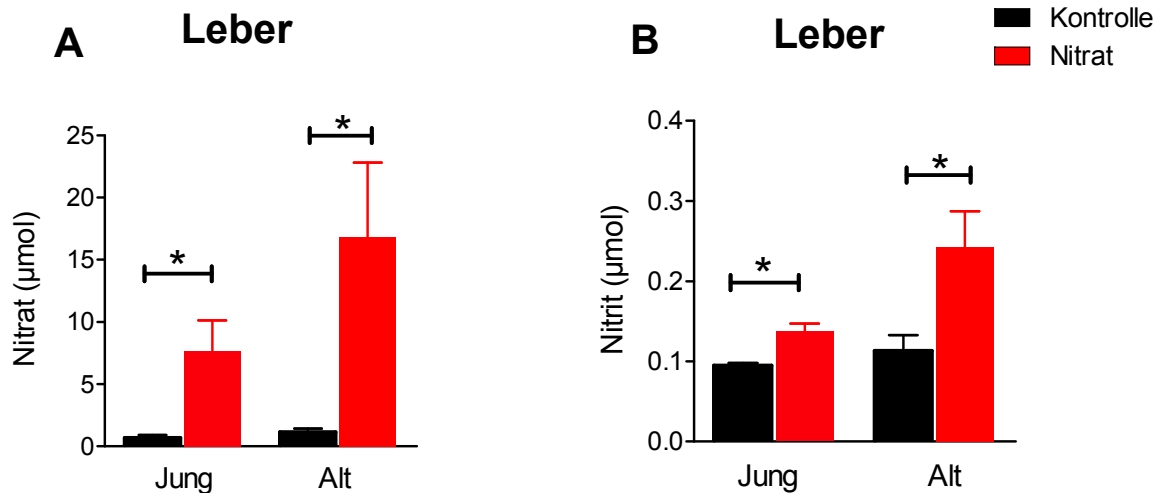 A Leber
Nitrat (µmol)
25
20
15
10
5
0
*
*
Jung Alt
B Leber
Kontrolle
Nitrat
Nitrit (µmol)
0.4
0.3
0.2
0.1
0.0
*
*
Jung Alt